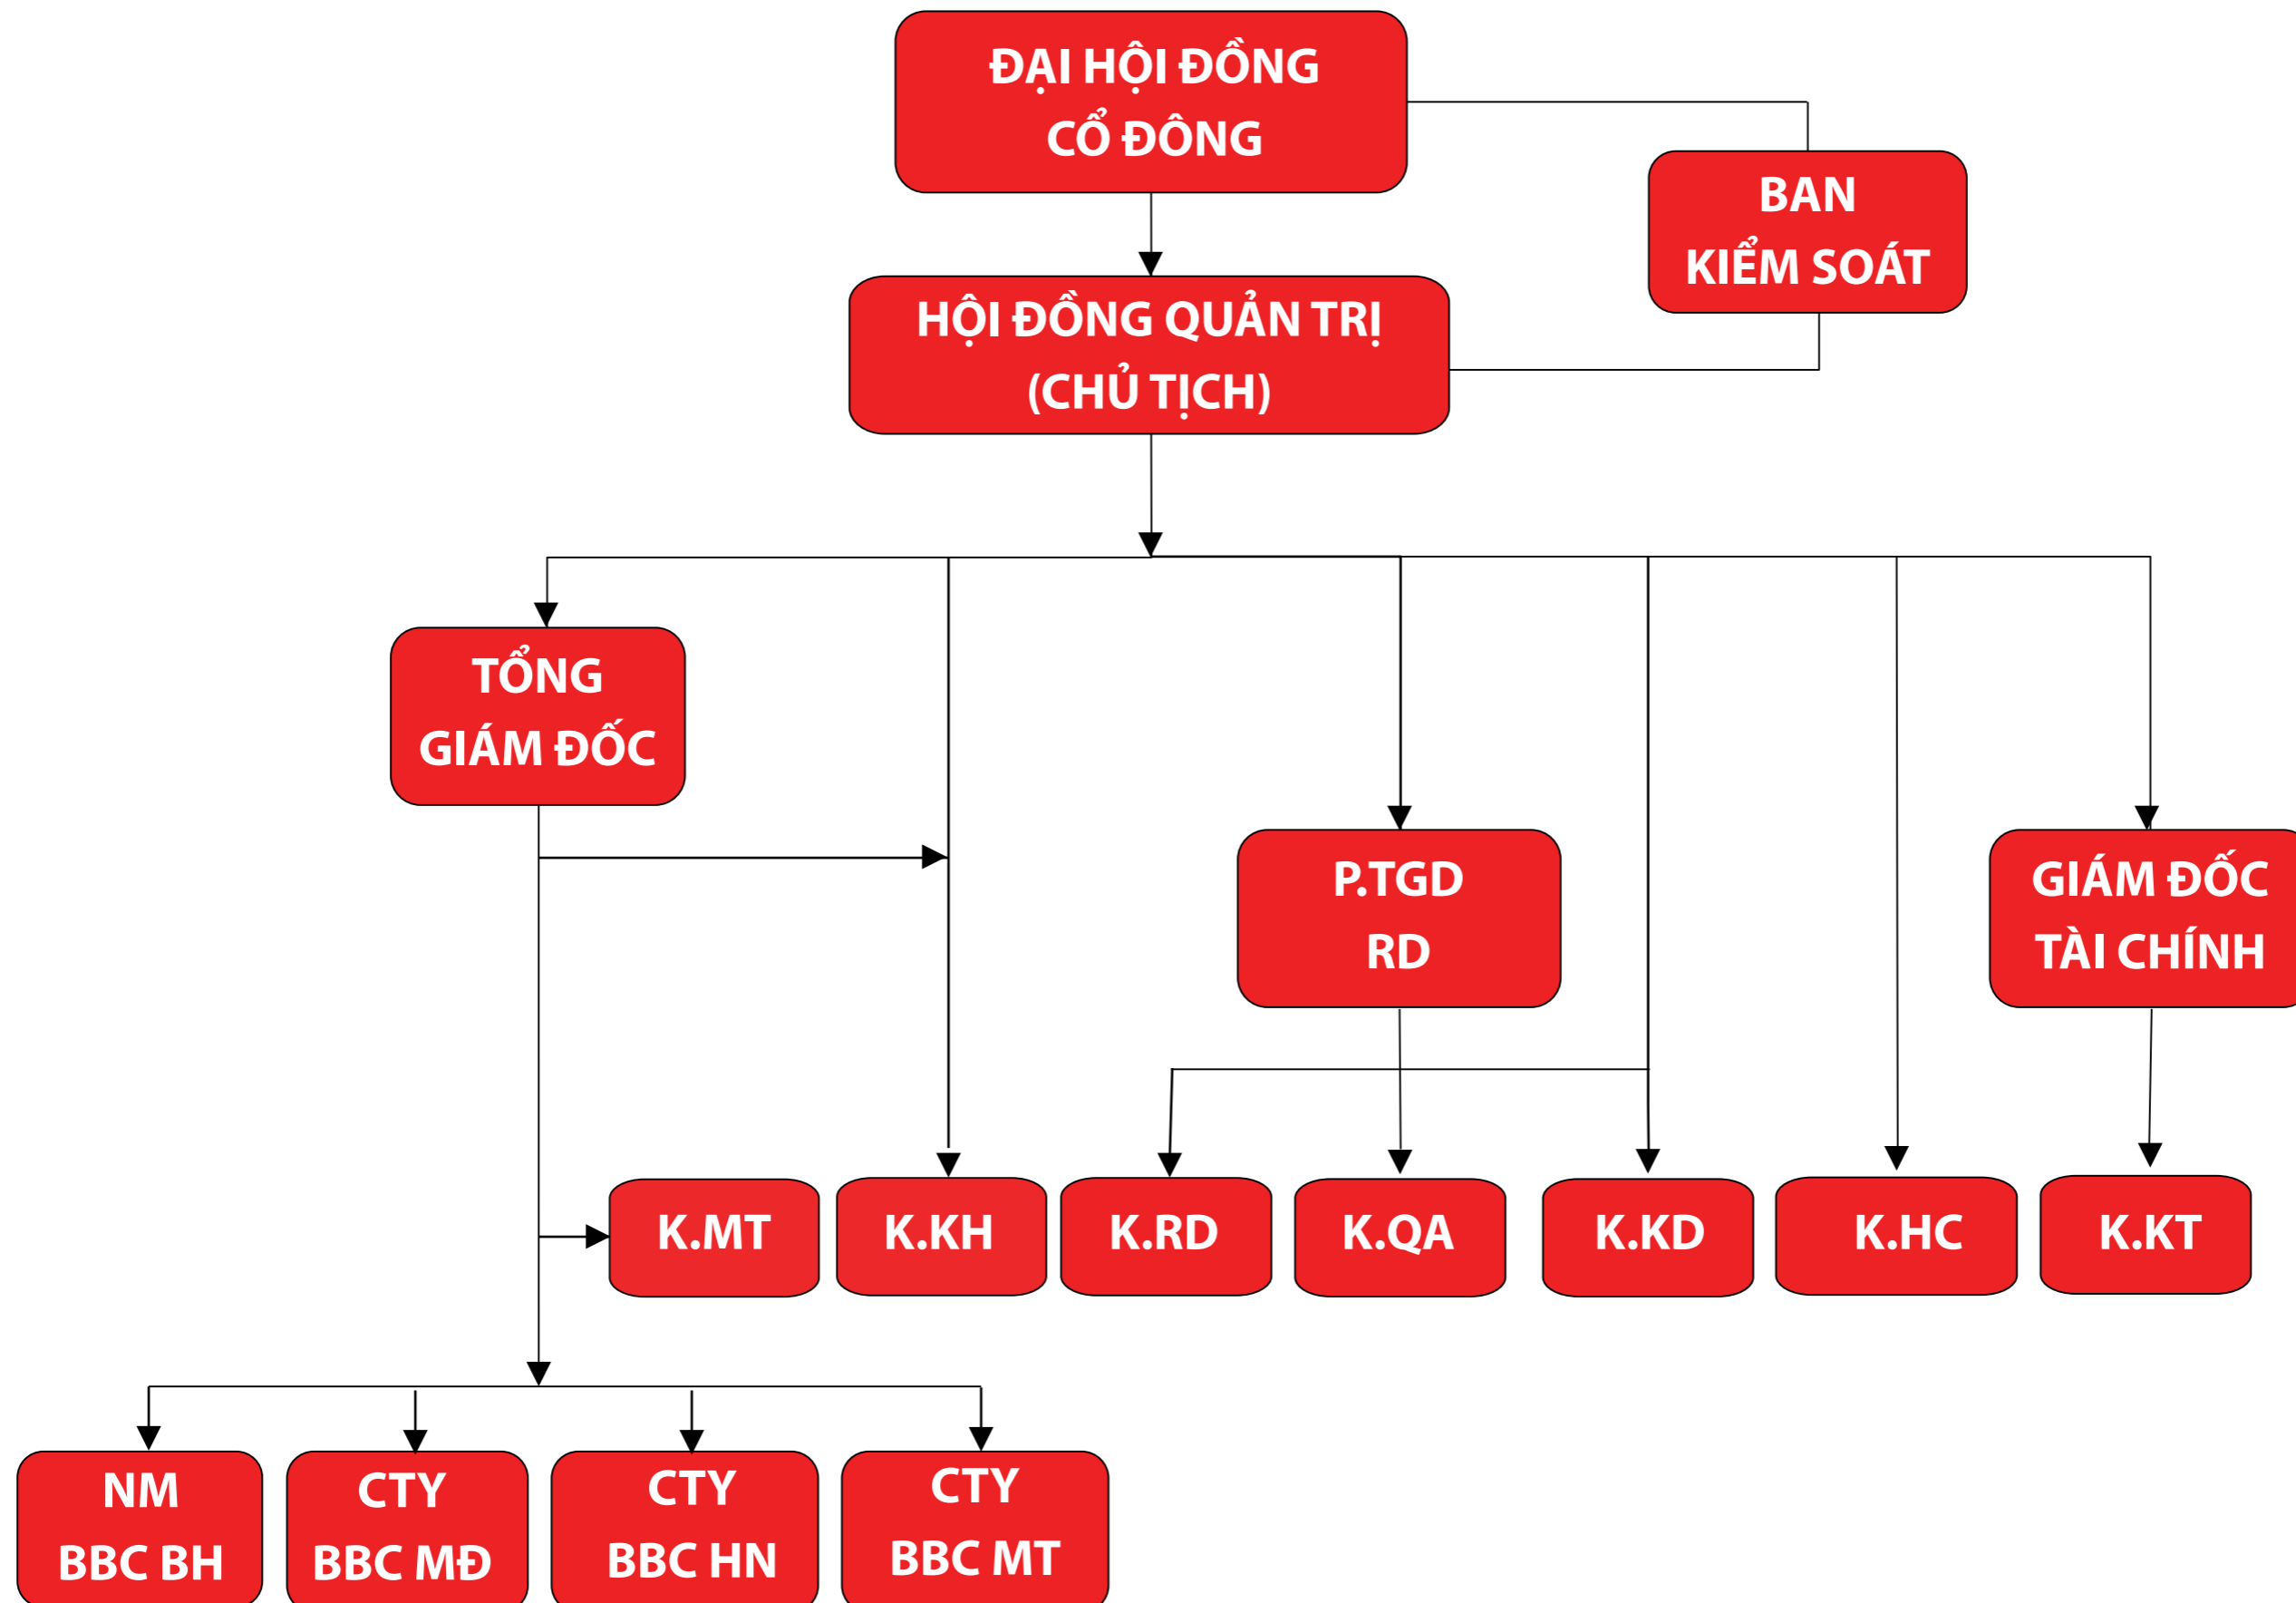 ĐẠI HỘI ĐỒNG
CỔ ĐÔNG
BAN
KIỂM SOÁT
HỘI ĐỒNG QUẢN TRỊ
(CHỦ TỊCH)
TỔNG
GIÁM ĐỐC
P.TGD
RD
GIÁM ĐỐC
TÀI CHÍNH
K.MT
K.KH
K.RD
K.QA
K.KD
K.HC
K.KT
NM
BBC BH
CTY
BBC MĐ
CTY
BBC HN
CTY
BBC MT